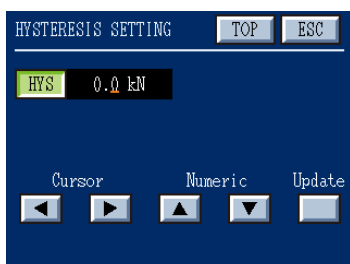 HYSTERESIS SETTING TOP ESC
HYS 0.0 kN
Cursor Numeric Update